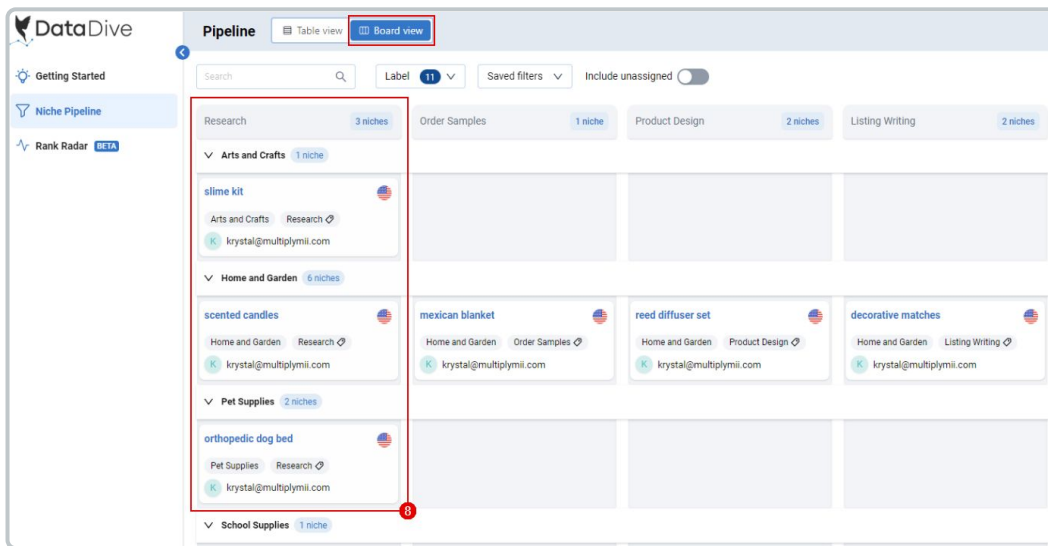 DataDive
Pipeline
Table view
Board view
Getting Started
Niche Pipeline
Rank Radar BETA
Search
Label 11
Saved filters
Include unassigned
Research 3 niches
Order Samples 1 niche
Product Design 2 niches
Listing Writing 2 niches
Arts and Crafts 1 niche
slime kit
Arts and Crafts Research
K krystal@multiplymii.com
Home and Garden 6 niches
scented candles
Home and Garden Research
K krystal@multiplymii.com
mexican blanket
Home and Garden Order Samples
K krystal@multiplymii.com
reed diffuser set
Home and Garden Product Design
K krystal@multiplymii.com
decorative matches
Home and Garden Listing Writing
K krystal@multiplymii.com
Pet Supplies 2 niches
orthopedic dog bed
Pet Supplies Research
K krystal@multiplymii.com
8
School Supplies 1 niche